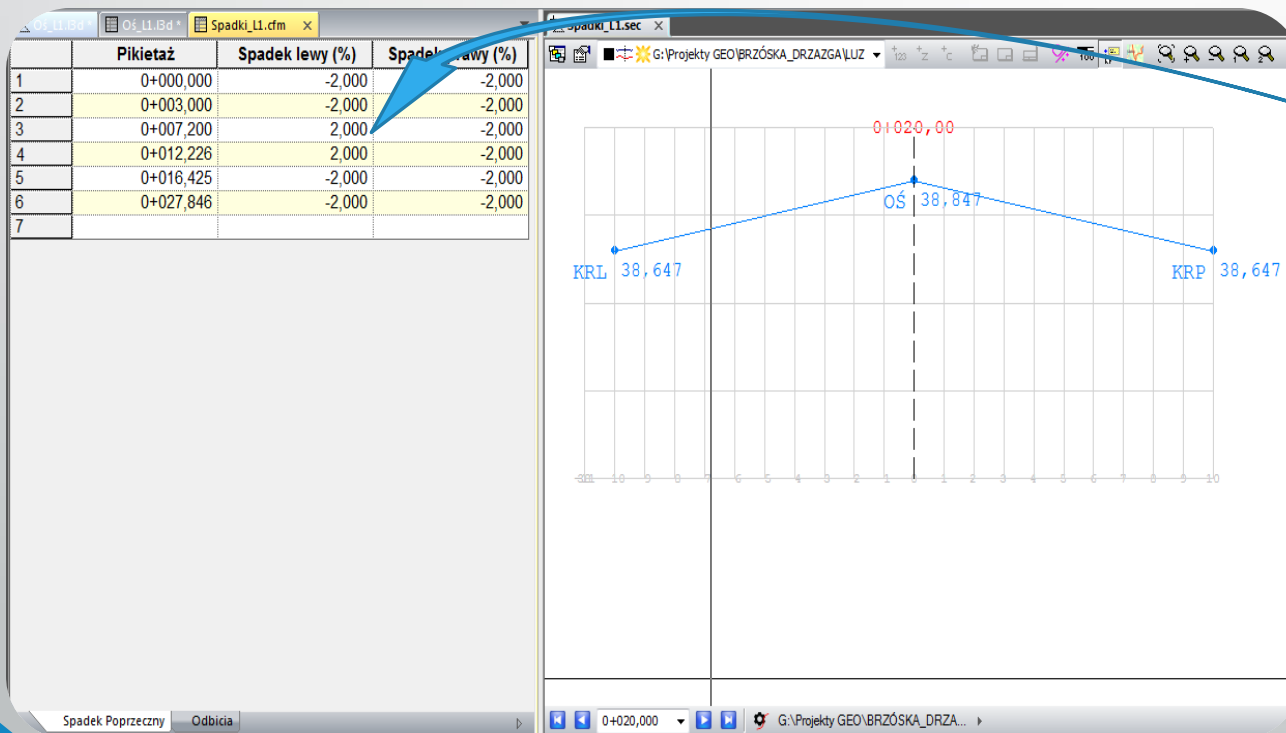 Oś_L1.l3d * Oś_L1.l3d * Spadki_L1.cfm X
Pikietaż Spadek lewy (%) Spadek prawy (%)
1 0+000,000 -2,000 -2,000
2 0+003,000 -2,000 -2,000
3 0+007,200 2,000 -2,000
4 0+012,226 2,000 -2,000
5 0+016,425 -2,000 -2,000
6 0+027,846 -2,000 -2,000
7
Spadek Poprzeczny Odbicia
Spadki_L1.sec X
G:\Projekty GEO\BRZÓSKA_DRZAZGA\LUZ
0+020,00
OŚ 38,847
KRL 38,647
KRP 38,647
10 9 8 7 6 5 4 3 2 1 0 1 2 3 4 5 6 7 8 9 10
0+020,000 G:\Projekty GEO\BRZÓSKA_DRZA...